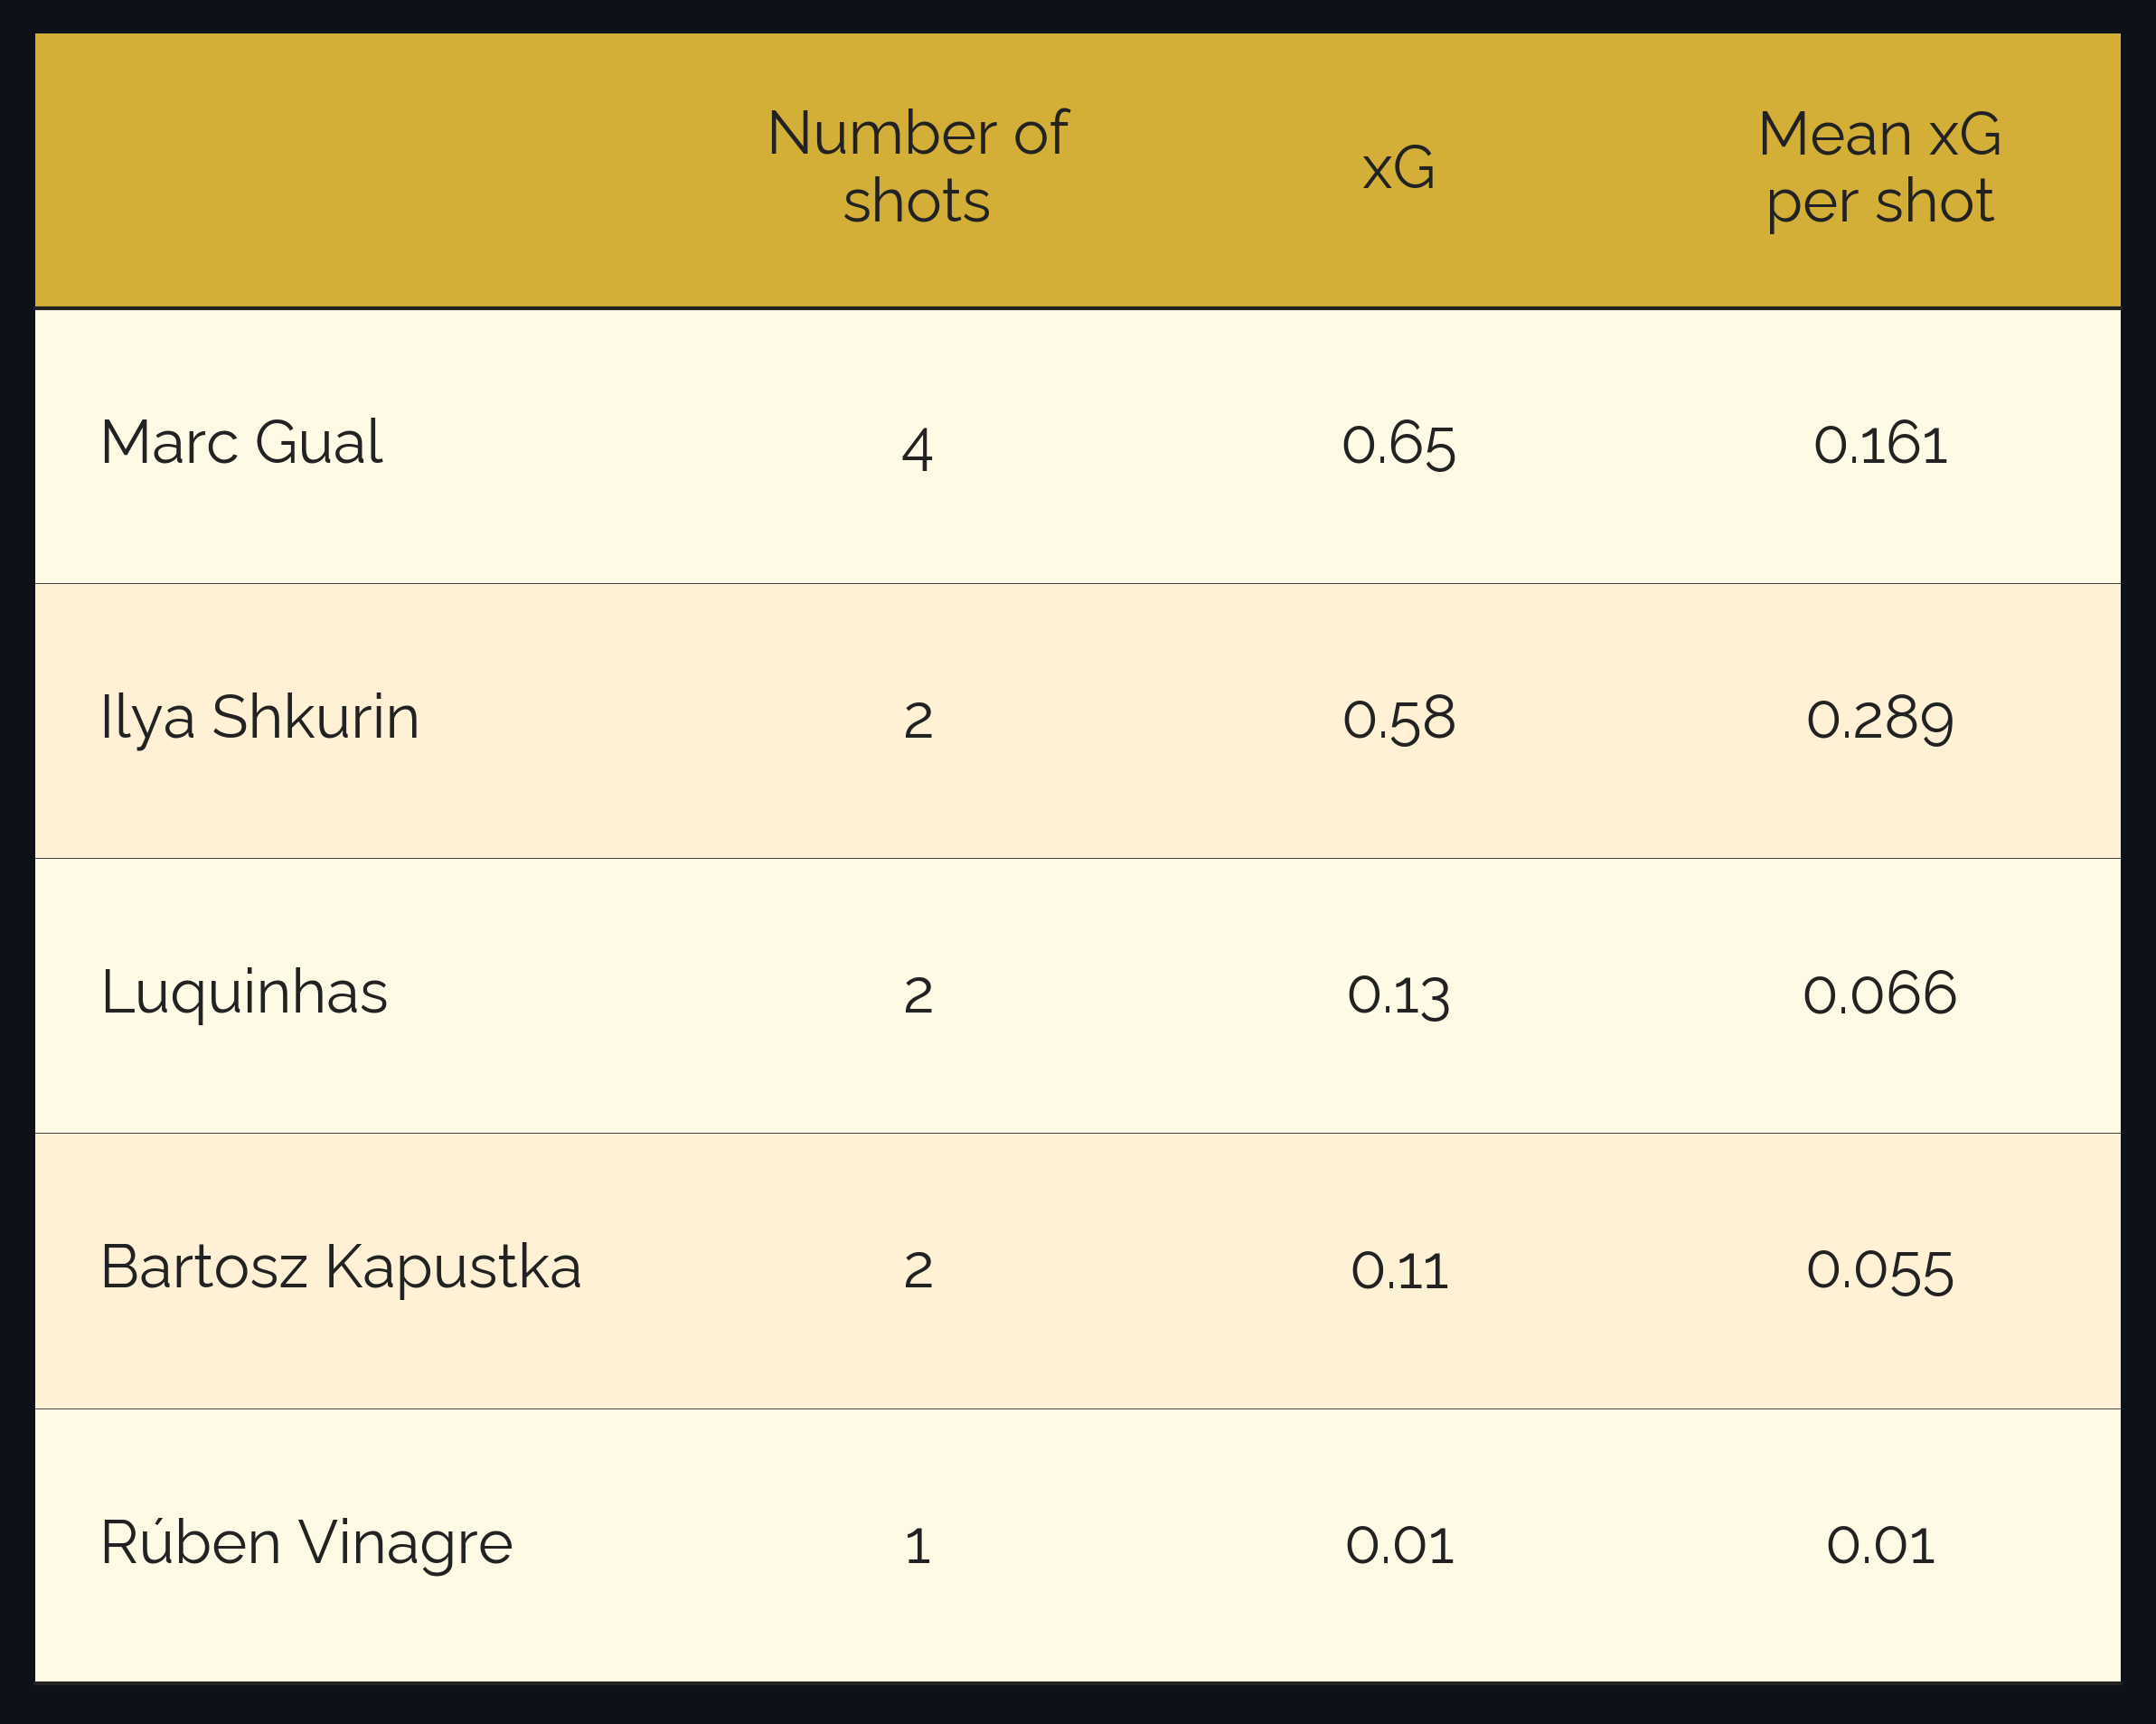 Number of
shots
xG
Mean xG
per shot
Marc Gual 4 0.65 0.161
Ilya Shkurin 2 0.58 0.289
Luquinhas 2 0.13 0.066
Bartosz Kapustka 2 0.11 0.055
Rúben Vinagre 1 0.01 0.01